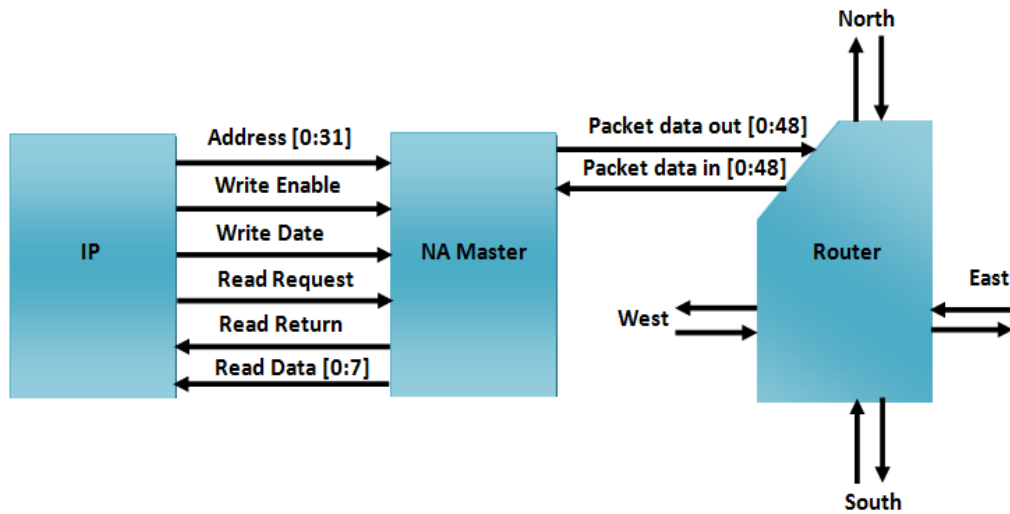 North
Address [0:31]
Packet data out [0:48]
Write Enable
Packet data in [0:48]
Write Date
IP
NA Master
Router
Read Request
East
Read Return
West
Read Data [0:7]
South